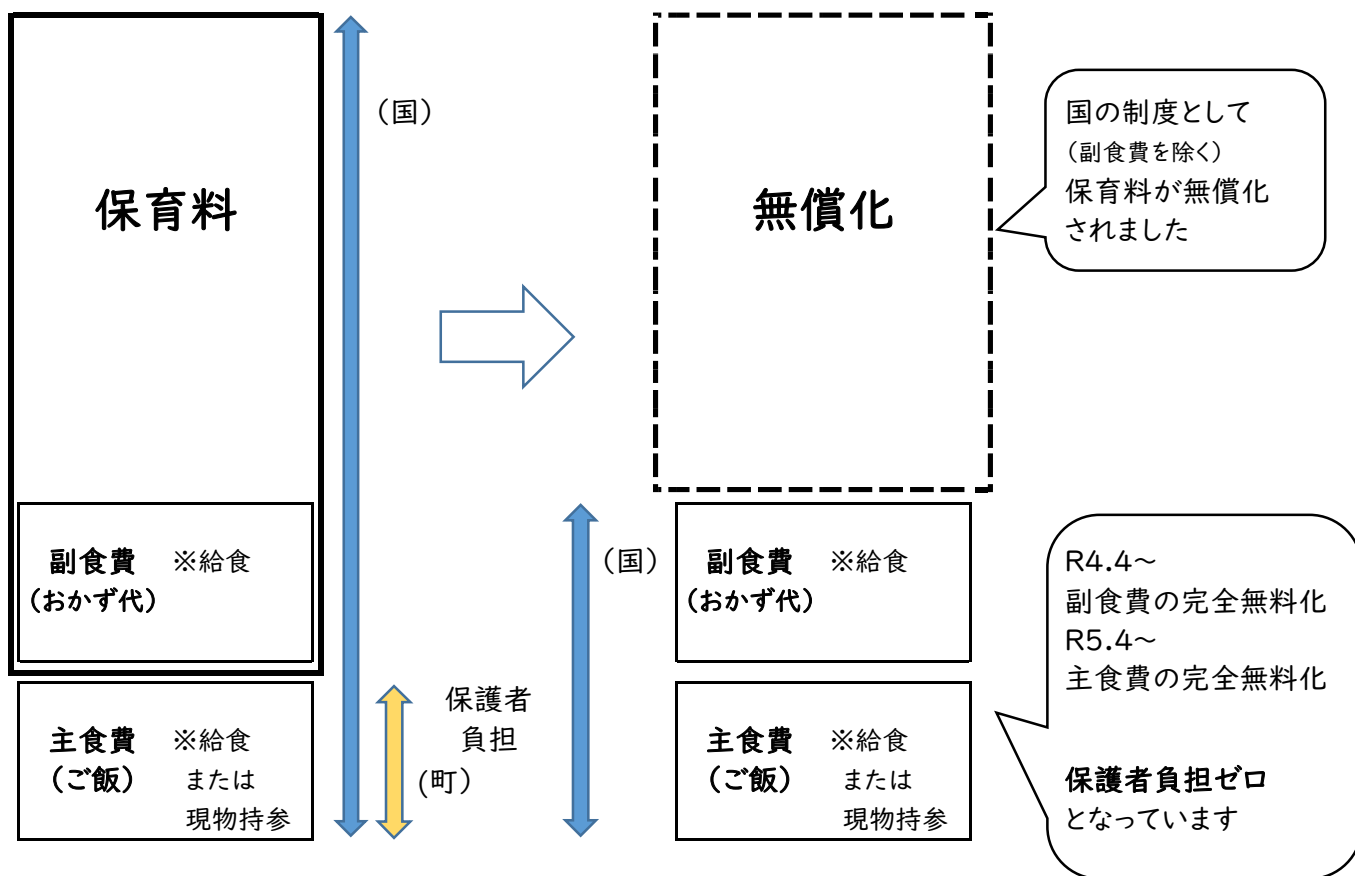 保育料
(国)
副食費 ※給食
(おかず代)
主食費 ※給食
(ご飯) または
現物持参
保護者
負担
(町)
無償化
国の制度として
(副食費を除く)
保育料が無償化
されました
(国)
副食費 ※給食
(おかず代)
主食費 ※給食
(ご飯) または
現物持参
R4.4～
副食費の完全無料化
R5.4～
主食費の完全無料化
保護者負担ゼロ
となっています